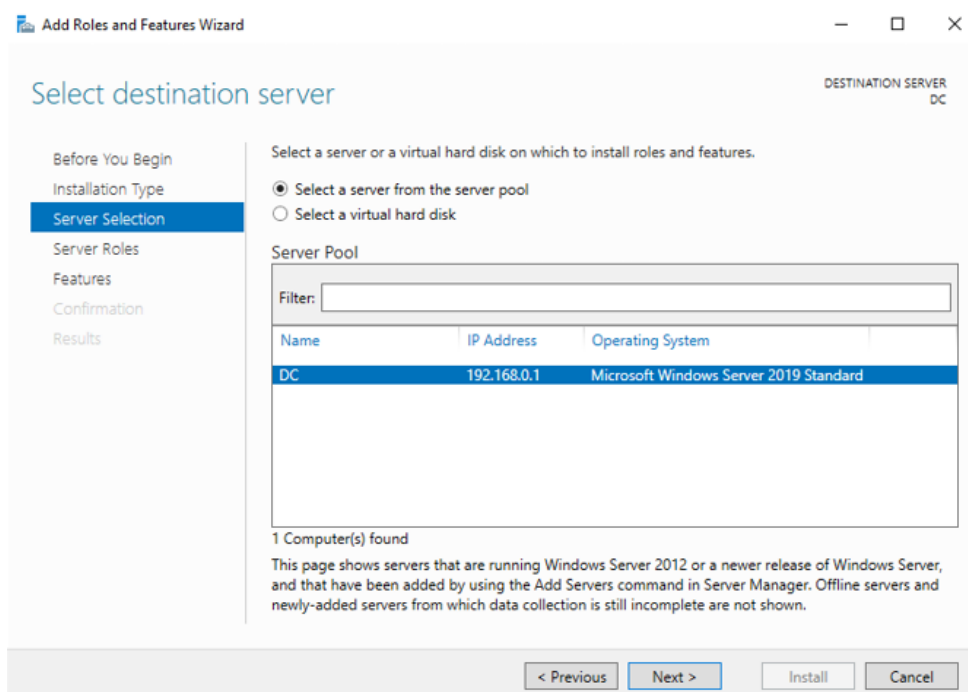 Add Roles and Features Wizard
Select destination server
DESTINATION SERVER
DC
Before You Begin
Installation Type
Server Selection
Server Roles
Features
Confirmation
Results
Select a server or a virtual hard disk on which to install roles and features.
Select a server from the server pool
Select a virtual hard disk
Server Pool
Filter:
Name IP Address Operating System
DC 192.168.0.1 Microsoft Windows Server 2019 Standard
1 Computer(s) found
This page shows servers that are running Windows Server 2012 or a newer release of Windows Server,
and that have been added by using the Add Servers command in Server Manager. Offline servers and
newly-added servers from which data collection is still incomplete are not shown.
< Previous Next > Install Cancel